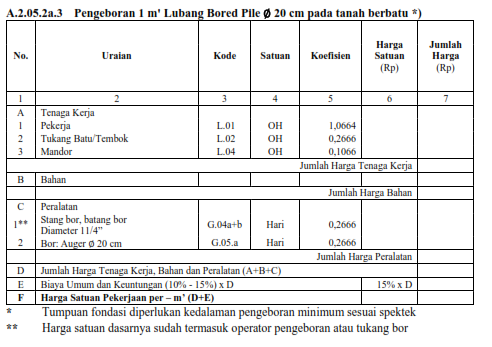 A.2.05.2a.3 Pengeboran 1 m' Lubang Bored Pile Ø 20 cm pada tanah berbatu *)
No. Uraian Kode Satuan Koefisien Harga Satuan (Rp) Jumlah Harga (Rp)
1 2 3 4 5 6 7
A Tenaga Kerja
1 Pekerja L.01 OH 1,0664
2 Tukang Batu/Tembok L.02 OH 0,2666
3 Mandor L.04 OH 0,1066
Jumlah Harga Tenaga Kerja
B Bahan
Jumlah Harga Bahan
C Peralatan
1** Stang bor, batang bor Diameter 11/4” G.04a+b Hari 0,2666
2 Bor: Auger Ø 20 cm G.05.a Hari 0,2666
Jumlah Harga Peralatan
D Jumlah Harga Tenaga Kerja, Bahan dan Peralatan (A+B+C)
E Biaya Umum dan Keuntungan (10% - 15%) x D 15% x D
F Harga Satuan Pekerjaan per – m’ (D+E)
* Tumpuan fondasi diperlukan kedalaman pengeboran minimum sesuai spektek
** Harga satuan dasarnya sudah termasuk operator pengeboran atau tukang bor